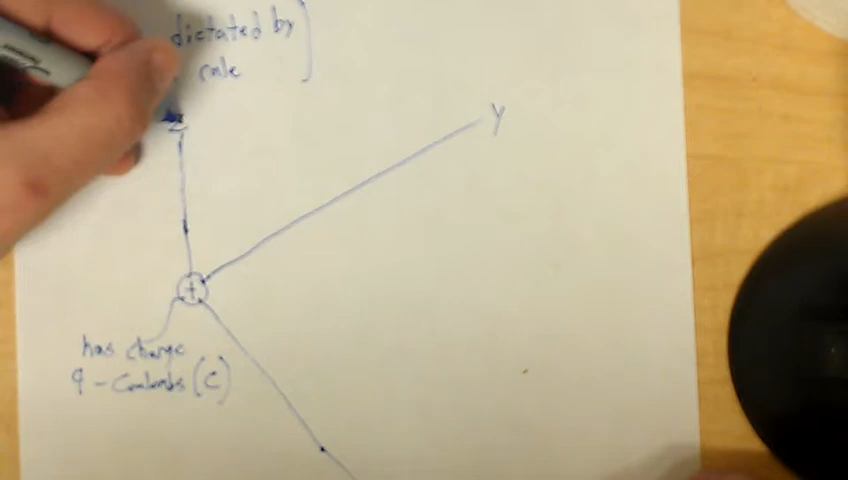 dictated by
rule
Z
Y
+
has charge
q - Coulombs (C)